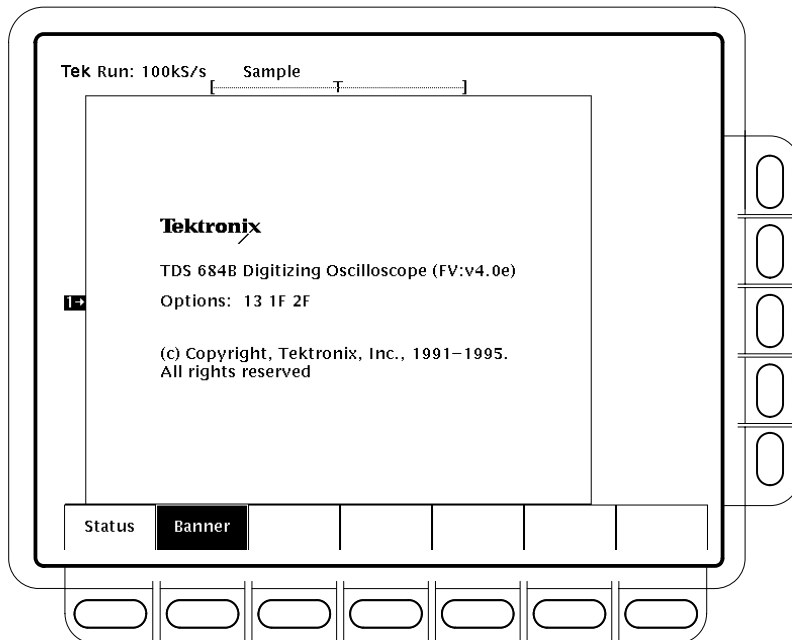 Tek Run: 100kS/s Sample
[ T ]
Tektronix
TDS 684B Digitizing Oscilloscope (FV:v4.0e)
1→
Options: 13 1F 2F
(c) Copyright, Tektronix, Inc., 1991–1995.
All rights reserved
Status Banner